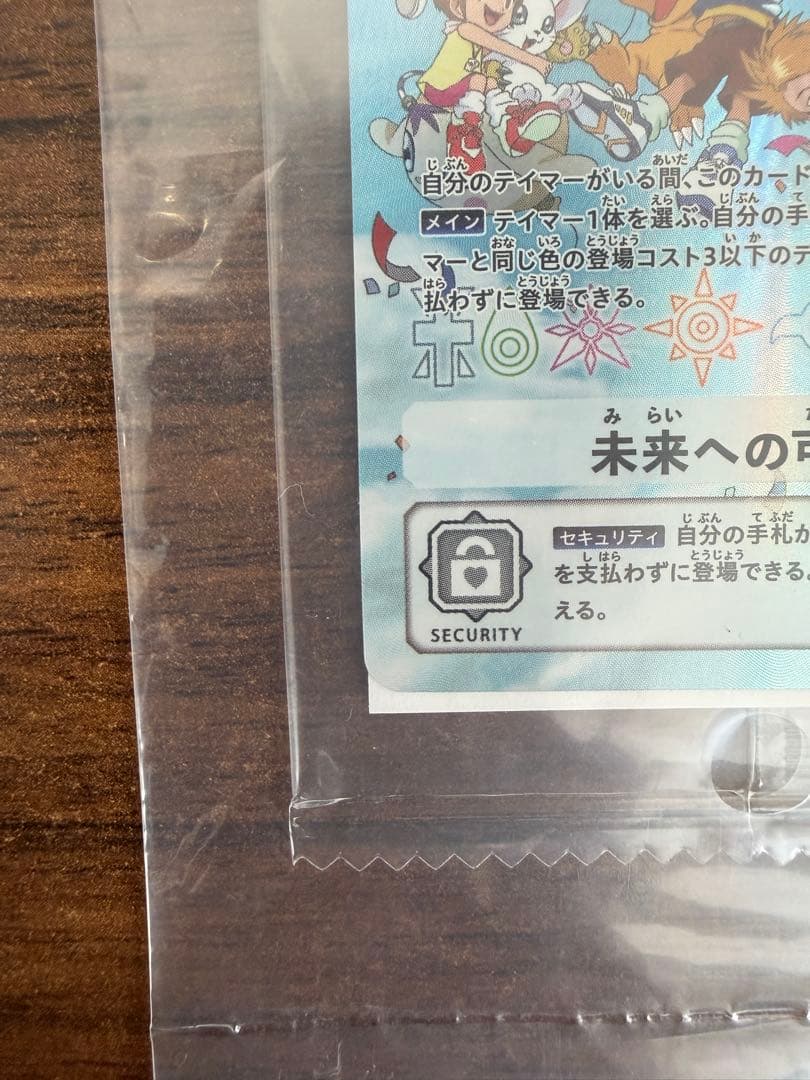 自分のテイマーがいる間、このカード
メイン テイマー1体を選ぶ。自分の手
マーと同じ色の登場コスト3以下のテ
払わずに登場できる。
未来への可
セキュリティ 自分の手札か
を支払わずに登場できる。
える。
SECURITY